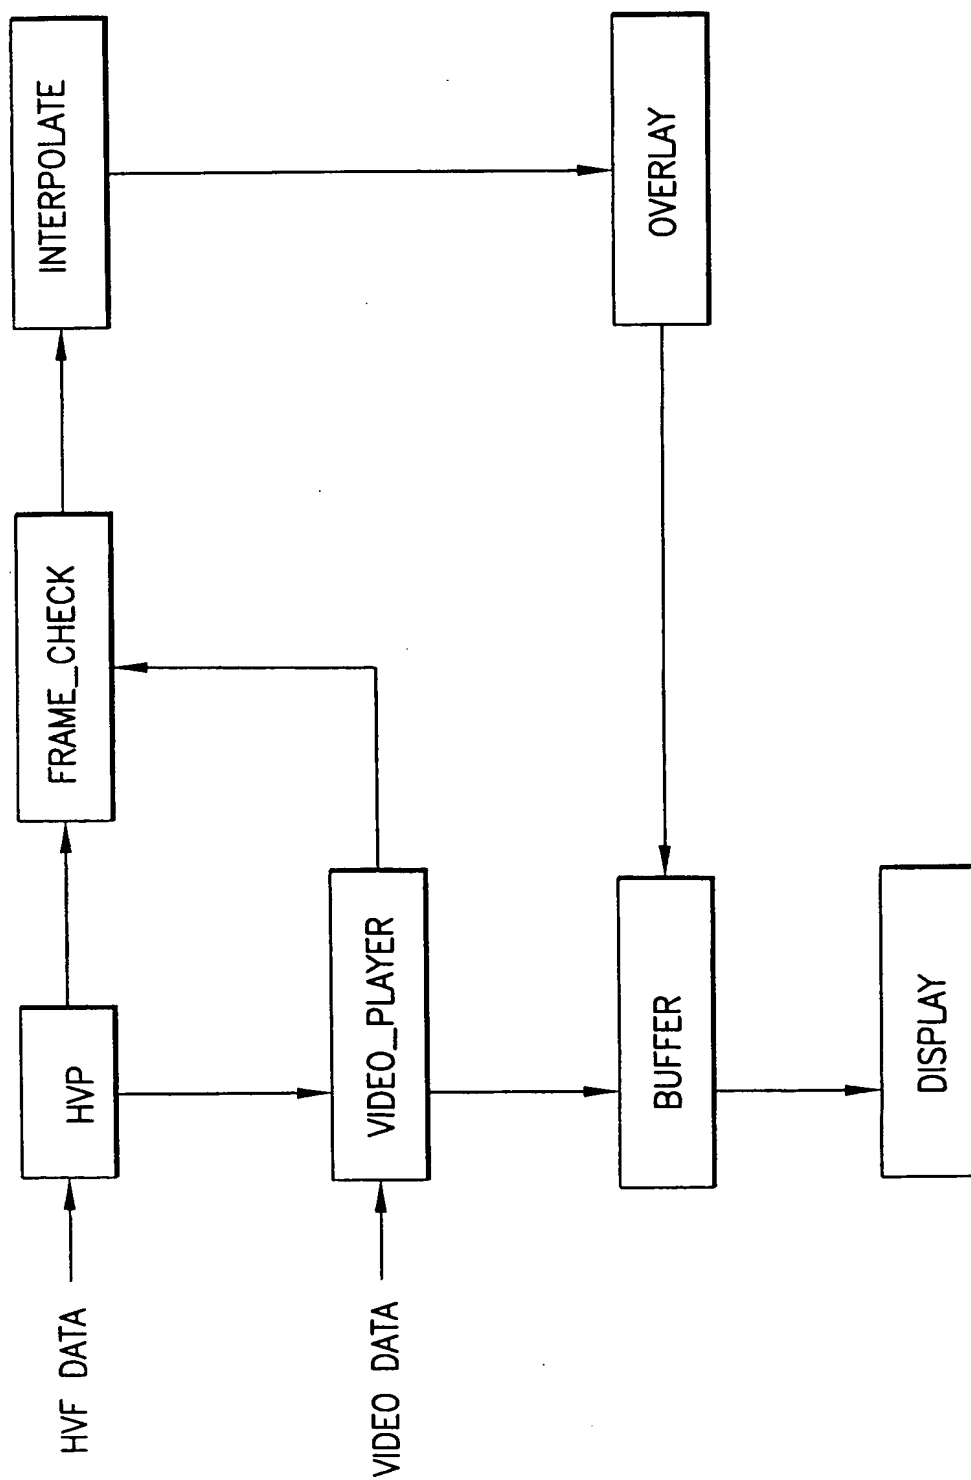 HVF DATA
HVP
FRAME_CHECK
INTERPOLATE
VIDEO DATA
VIDEO_PLAYER
BUFFER
OVERLAY
DISPLAY